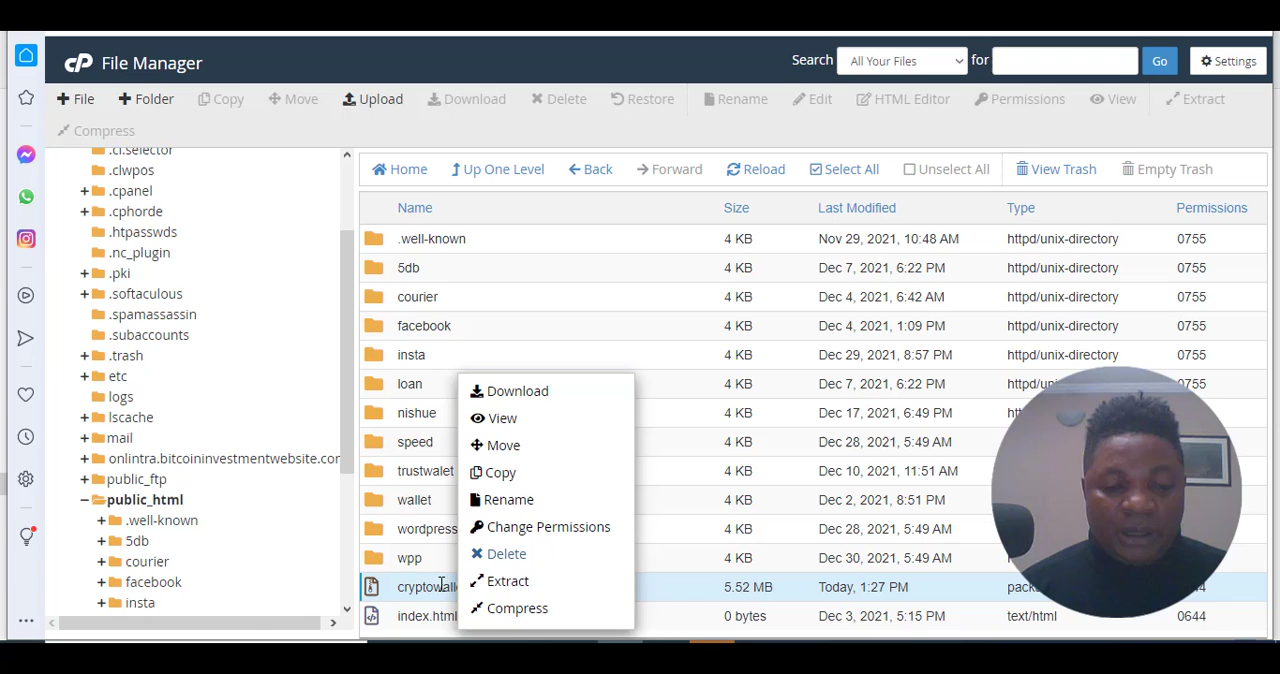 cP File Manager
Search All Your Files for Go Settings
File Folder Copy Move Upload Download Delete Restore Rename Edit HTML Editor Permissions View Extract
Compress
Home Up One Level Back Forward Reload Select All Unselect All View Trash Empty Trash
.cl.selector
.clwpos
.cpanel
.cphorde
.htpasswds
.nc_plugin
.pki
.softaculous
.spamassassin
.subaccounts
.trash
etc
logs
lscache
mail
onlintra.bitcoininvestmentwebsite.com
public_ftp
public_html
.well-known
5db
courier
facebook
insta
Name Size Last Modified Type Permissions
.well-known 4 KB Nov 29, 2021, 10:48 AM httpd/unix-directory 0755
5db 4 KB Dec 7, 2021, 6:22 PM httpd/unix-directory 0755
courier 4 KB Dec 4, 2021, 6:42 AM httpd/unix-directory 0755
facebook 4 KB Dec 4, 2021, 1:09 PM httpd/unix-directory 0755
insta 4 KB Dec 29, 2021, 8:57 PM httpd/unix-directory 0755
loan 4 KB Dec 7, 2021, 6:22 PM httpd/unix-directory 0755
nishue 4 KB Dec 17, 2021, 6:49 PM
speed 4 KB Dec 28, 2021, 5:49 AM
trustwalet 4 KB Dec 10, 2021, 11:51 AM
wallet 4 KB Dec 2, 2021, 8:51 PM
wordpress 4 KB Dec 28, 2021, 5:49 AM
wpp 4 KB Dec 30, 2021, 5:49 AM
5.52 MB Today, 1:27 PM
index.html 0 bytes Dec 3, 2021, 5:15 PM text/html 0644
Download
View
Move
Copy
Rename
Change Permissions
Delete
Extract
Compress